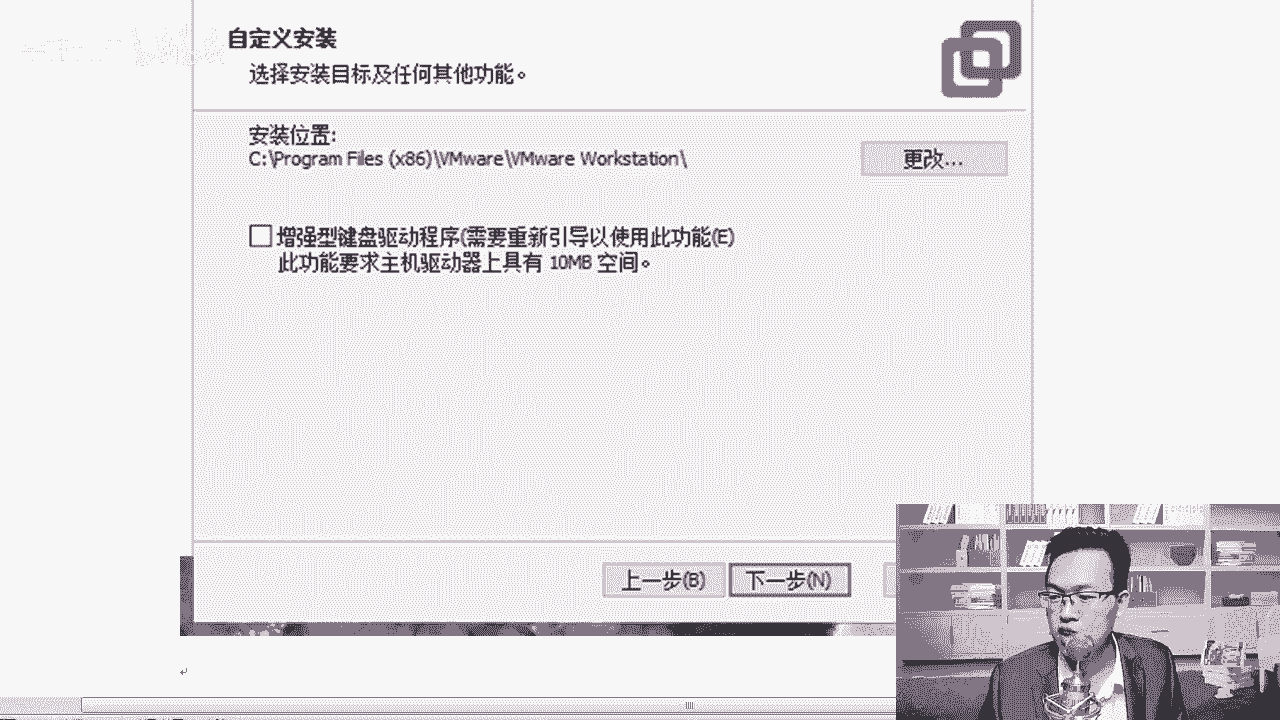 自定义安装
选择安装目标及任何其他功能。
安装位置:
C:\Program Files (x86)\VMware\VMware Workstation\
更改...
增强型键盘驱动程序(需要重新引导以使用此功能(E)
此功能要求主机驱动器上具有 10MB 空间。
上一步(B)
下一步(N)